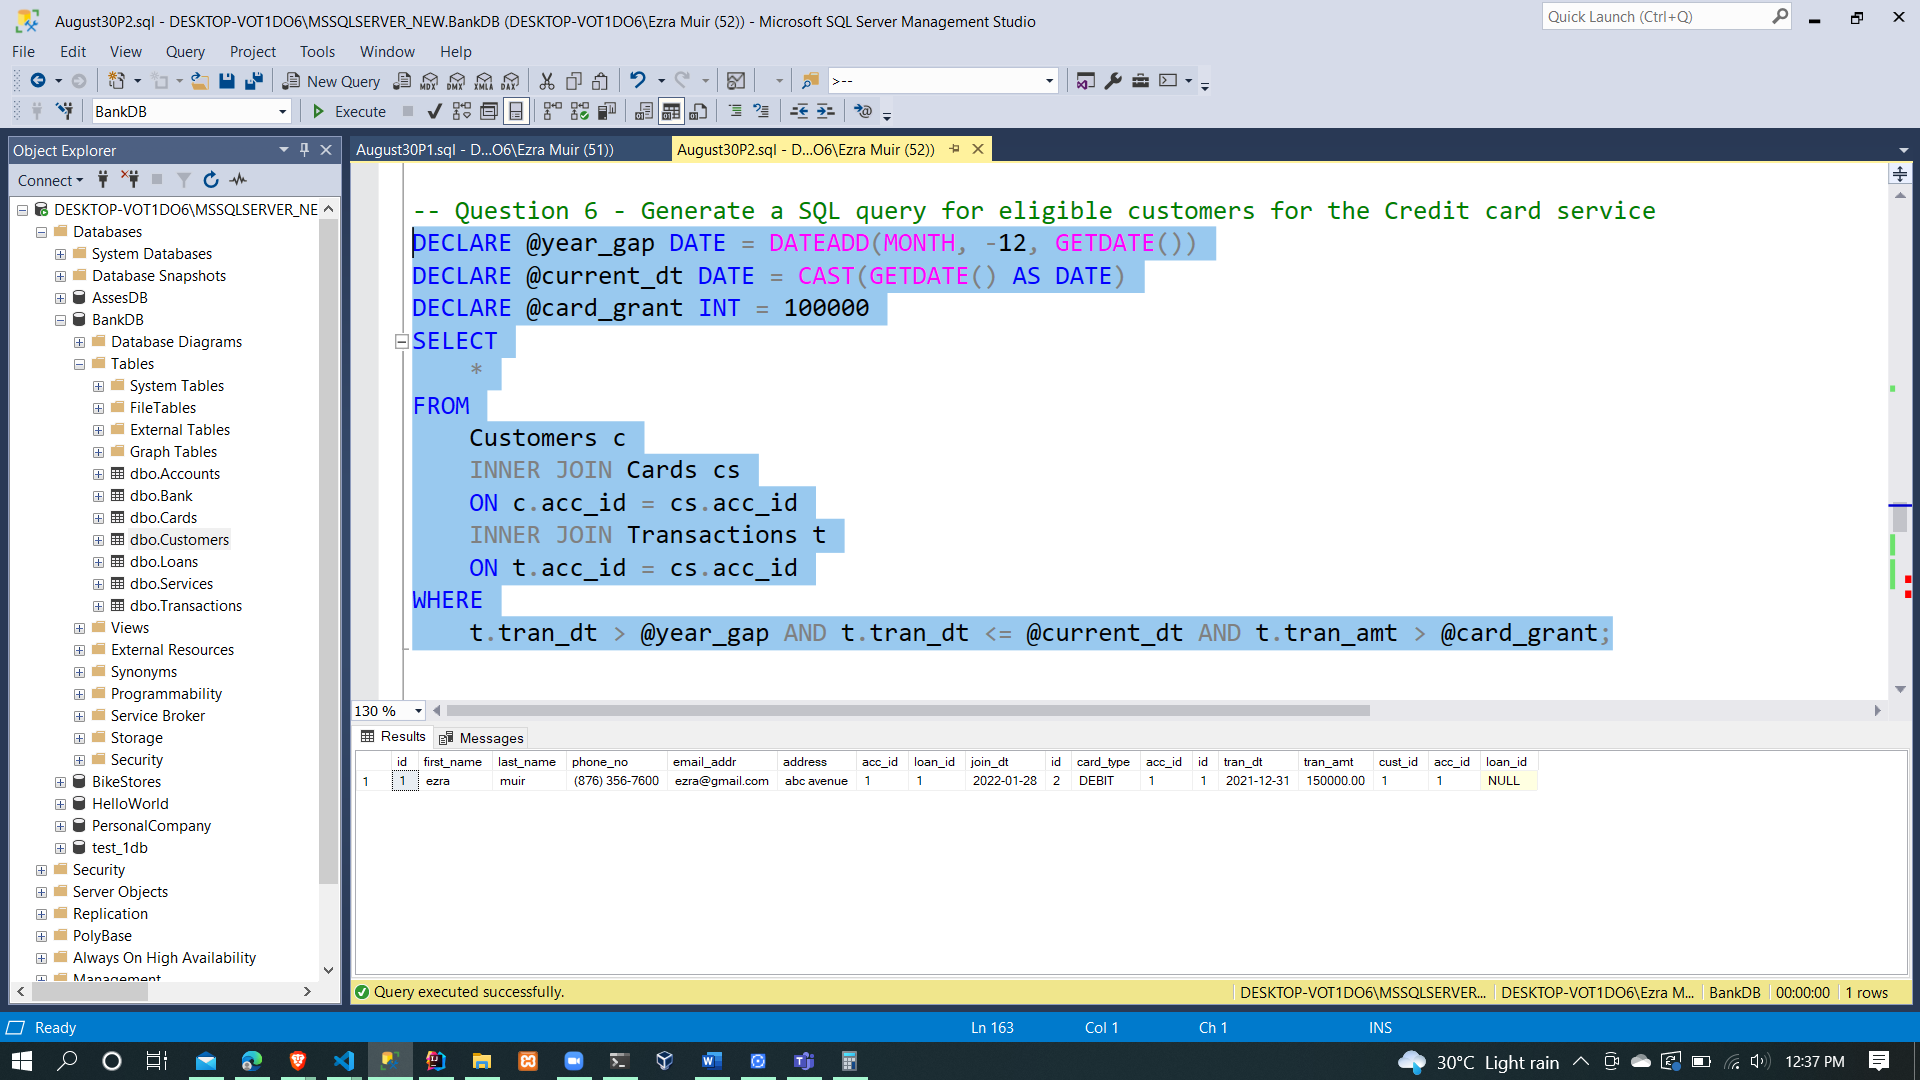 August30P2.sql - DESKTOP-VOT1DO6\MSSQLSERVER_NEW.BankDB (DESKTOP-VOT1DO6\Ezra Muir (52)) - Microsoft SQL Server Management Studio
Quick Launch (Ctrl+Q)
File Edit View Query Project Tools Window Help
New Query MDX DMX XMLA DAX >--
BankDB Execute
Object Explorer
August30P1.sql - D...O6\Ezra Muir (51))
August30P2.sql - D...O6\Ezra Muir (52))
Connect
DESKTOP-VOT1DO6\MSSQLSERVER_NE
Databases
System Databases
Database Snapshots
AssesDB
BankDB
Database Diagrams
Tables
System Tables
FileTables
External Tables
Graph Tables
dbo.Accounts
dbo.Bank
dbo.Cards
dbo.Customers
dbo.Loans
dbo.Services
dbo.Transactions
Views
External Resources
Synonyms
Programmability
Service Broker
Storage
Security
BikeStores
HelloWorld
PersonalCompany
test_1db
Security
Server Objects
Replication
PolyBase
Always On High Availability
Management
-- Question 6 - Generate a SQL query for eligible customers for the Credit card service
DECLARE @year_gap DATE = DATEADD(MONTH, -12, GETDATE())
DECLARE @current_dt DATE = CAST(GETDATE() AS DATE)
DECLARE @card_grant INT = 100000
SELECT
*
FROM
Customers c
INNER JOIN Cards cs
ON c.acc_id = cs.acc_id
INNER JOIN Transactions t
ON t.acc_id = cs.acc_id
WHERE
t.tran_dt > @year_gap AND t.tran_dt <= @current_dt AND t.tran_amt > @card_grant;
130 %
Results Messages
id first_name last_name phone_no email_addr address acc_id loan_id join_dt id card_type acc_id id tran_dt tran_amt cust_id acc_id loan_id
1 1 ezra muir (876) 356-7600 ezra@gmail.com abc avenue 1 1 2022-01-28 2 DEBIT 1 1 2021-12-31 150000.00 1 1 NULL
Query executed successfully. DESKTOP-VOT1DO6\MSSQLSERVER... DESKTOP-VOT1DO6\Ezra M... BankDB 00:00:00 1 rows
Ready Ln 163 Col 1 Ch 1 INS
30°C Light rain 12:37 PM